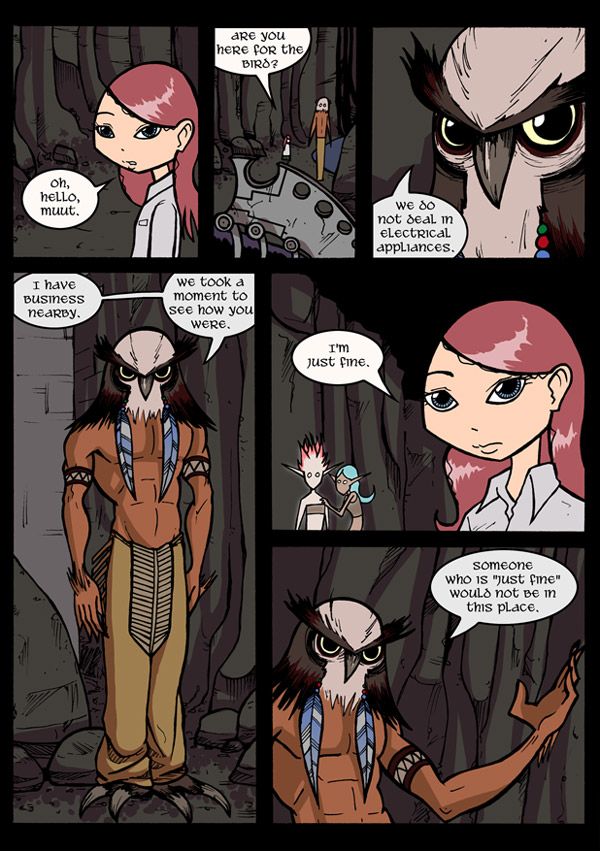 Oh,
hello,
muut.
Are you
here for the
bird?
We do
not deal in
electrical
appliances.
I have
business
nearby.
We took a
moment to
see how you
were.
I'm
just fine.
Someone
who is "just fine"
would not be in
this place.